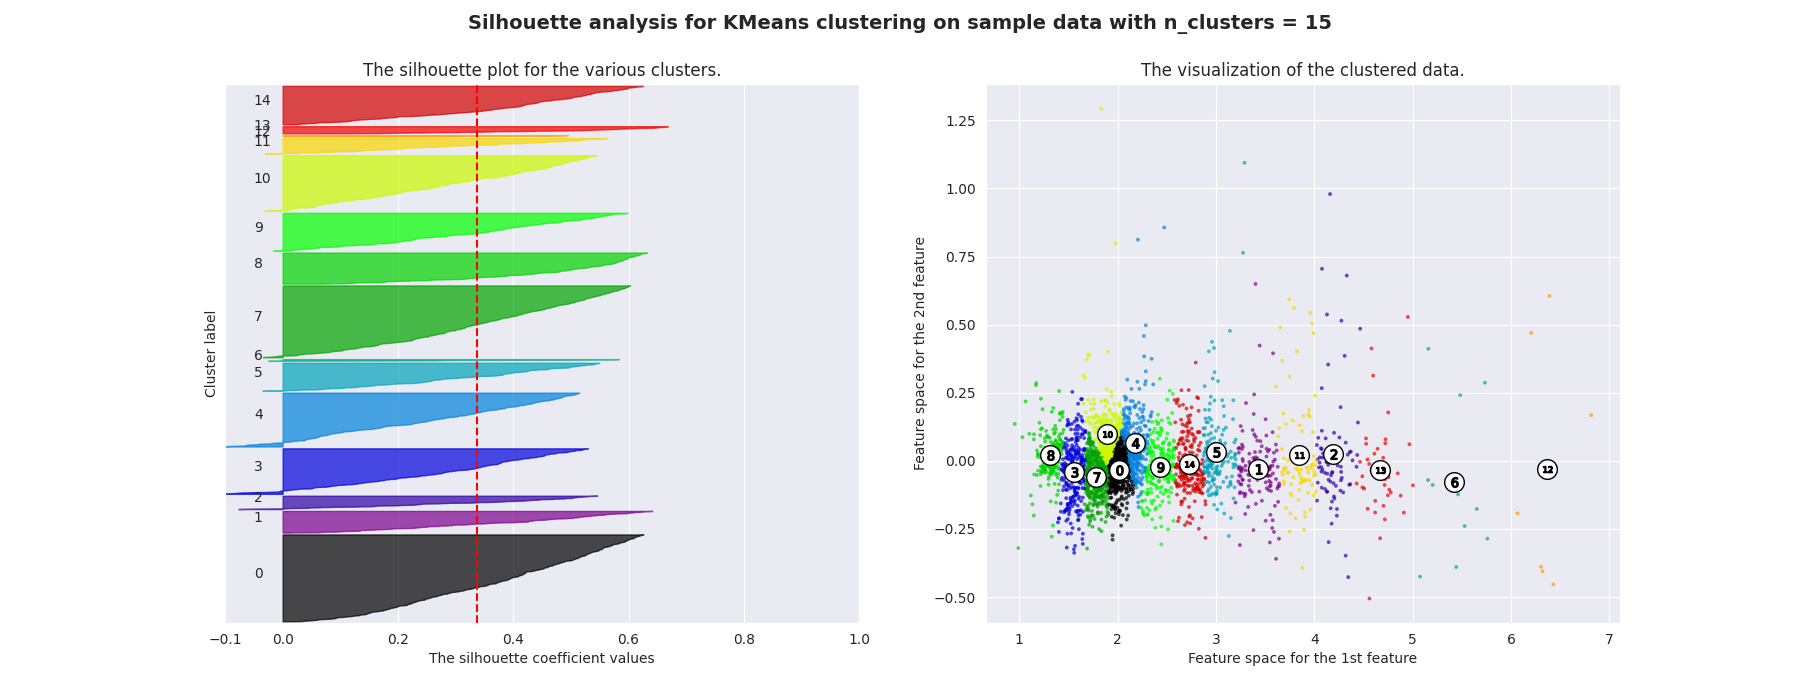 Silhouette analysis for KMeans clustering on sample data with n_clusters = 15
The silhouette plot for the various clusters.
14
13
12
11
10
9
8
7
6
5
4
3
2
1
0
Cluster label
−0.1 0.0 0.2 0.4 0.6 0.8 1.0
The silhouette coefficient values
The visualization of the clustered data.
1.25
1.00
0.75
0.50
0.25
0.00
−0.25
−0.50
Feature space for the 2nd feature
8 3 7 10 0 4 9 14 5 1 11 2 13 6 12
1 2 3 4 5 6 7
Feature space for the 1st feature